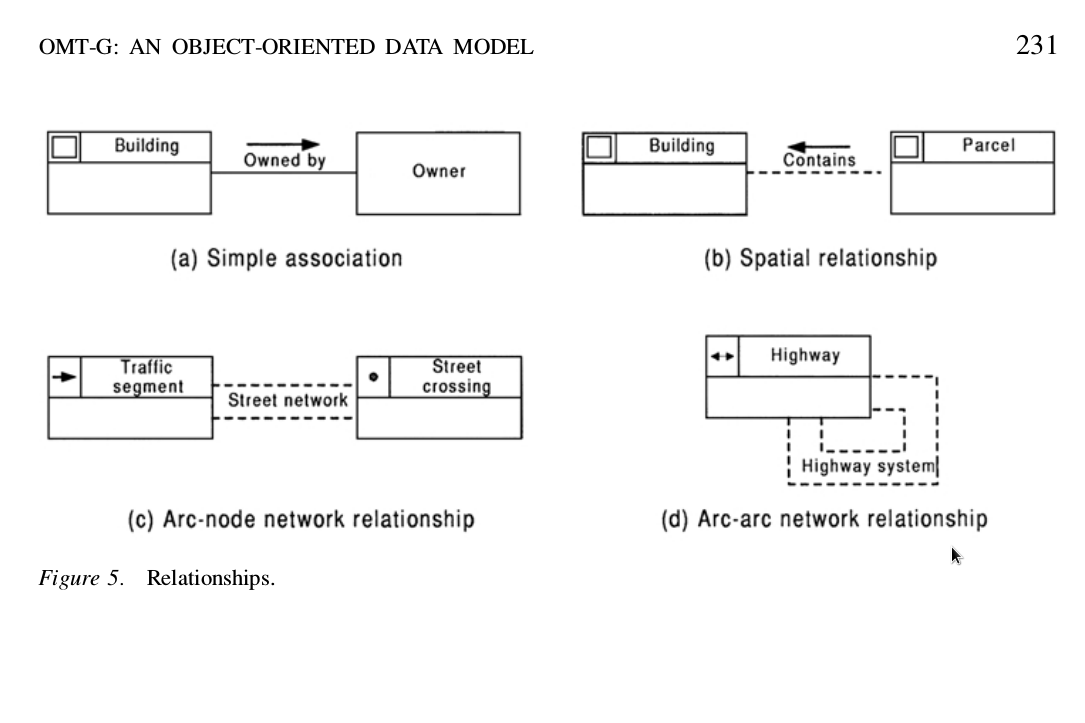 OMT-G: AN OBJECT-ORIENTED DATA MODEL 231
Building
Owned by
Owner
(a) Simple association
Building
Contains
Parcel
(b) Spatial relationship
Traffic
segment
Street network
Street
crossing
(c) Arc-node network relationship
Highway
Highway system
(d) Arc-arc network relationship
Figure 5. Relationships.